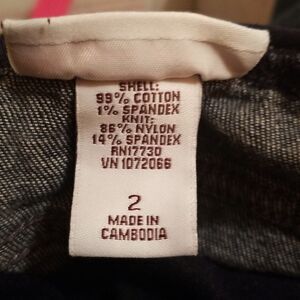 SHELL:
99% COTTON
1% SPANDEX
KNIT:
86% NYLON
14% SPANDEX
RN17730
VN 1072066
2
MADE IN
CAMBODIA